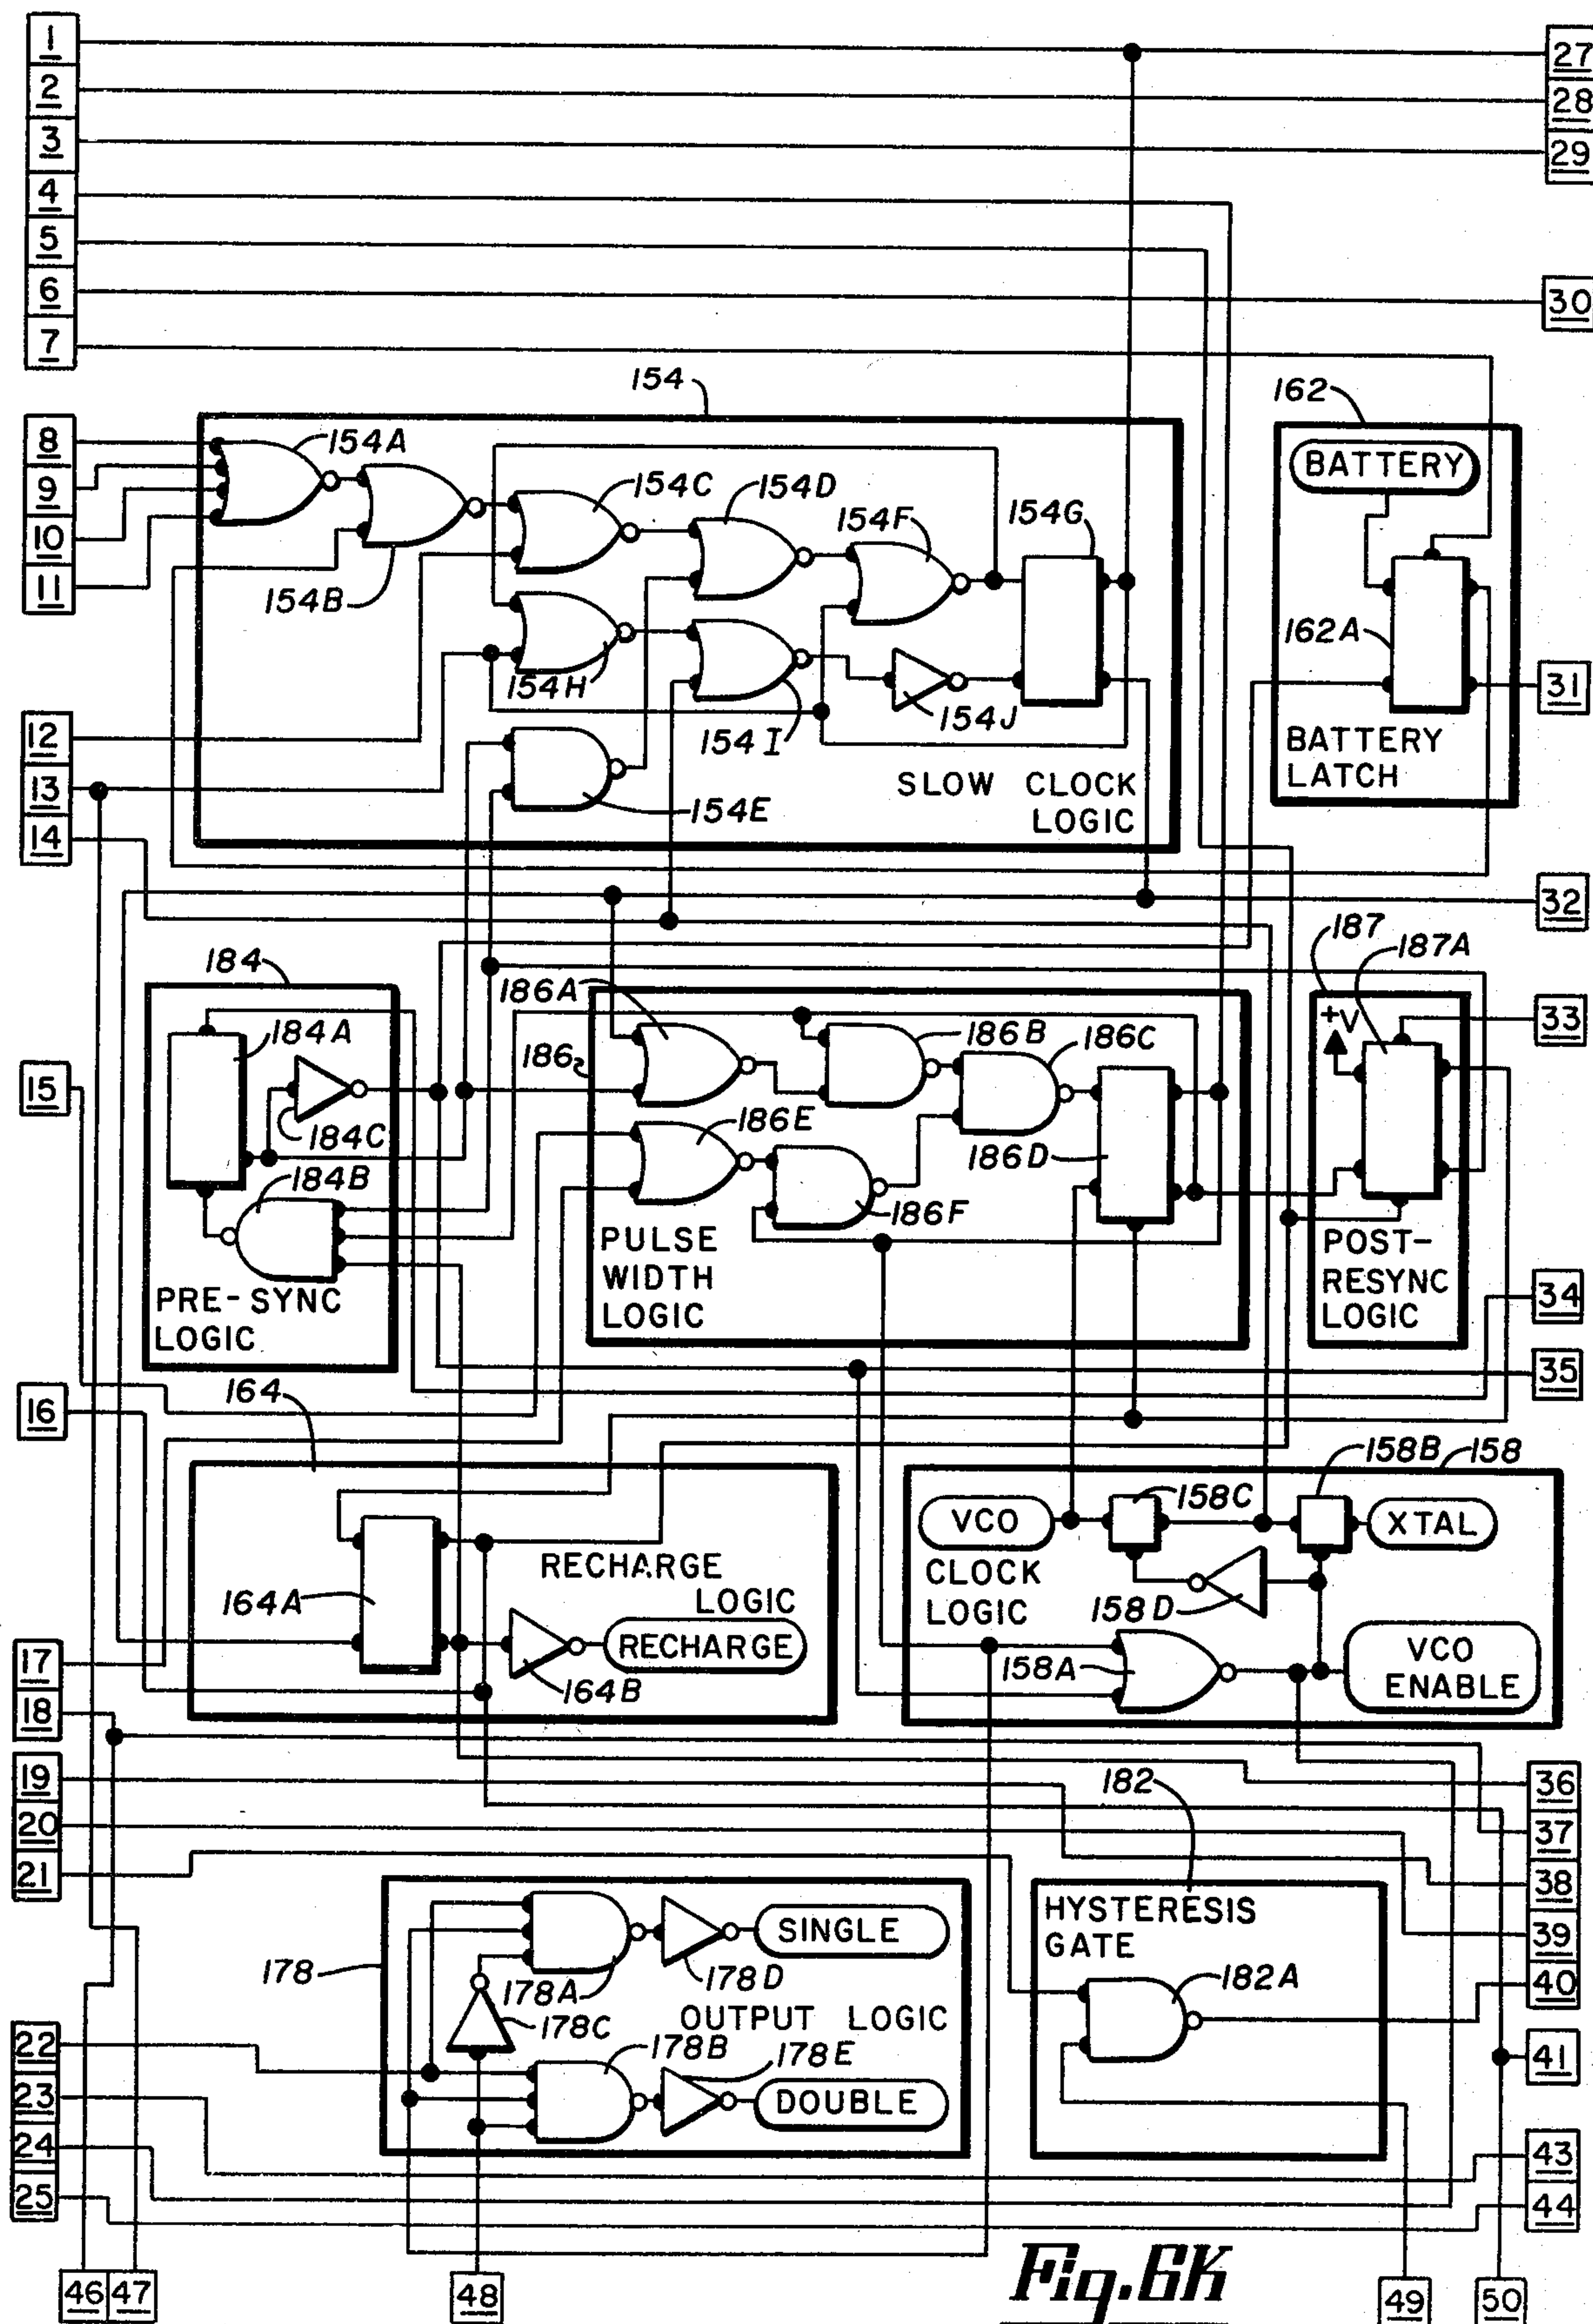 1
27
2
28
3
29
4
5
6
30
7
154
162
8
154A
BATTERY
9
154C
154D
10
154F
154G
11
154B
162A
154H
31
154J
12
154I
BATTERY
LATCH
13
SLOW CLOCK
LOGIC
154E
14
32
184
187
187A
186A
+V
33
184A
186B
186C
186
15
184C
186E
186D
184B
186F
PULSE
WIDTH
LOGIC
POST-
RESYNC
LOGIC
PRE-SYNC
LOGIC
34
35
164
16
158B
158
158C
VCO
XTAL
RECHARGE
LOGIC
CLOCK
LOGIC
164A
158D
RECHARGE
VCO
ENABLE
17
158A
164B
18
19
182
36
20
37
21
38
HYSTERESIS
GATE
SINGLE
39
178
178A
178D
182A
40
178C
OUTPUT LOGIC
22
178B
178E
41
23
DOUBLE
24
43
25
44
Fig.6K
46
47
48
49
50